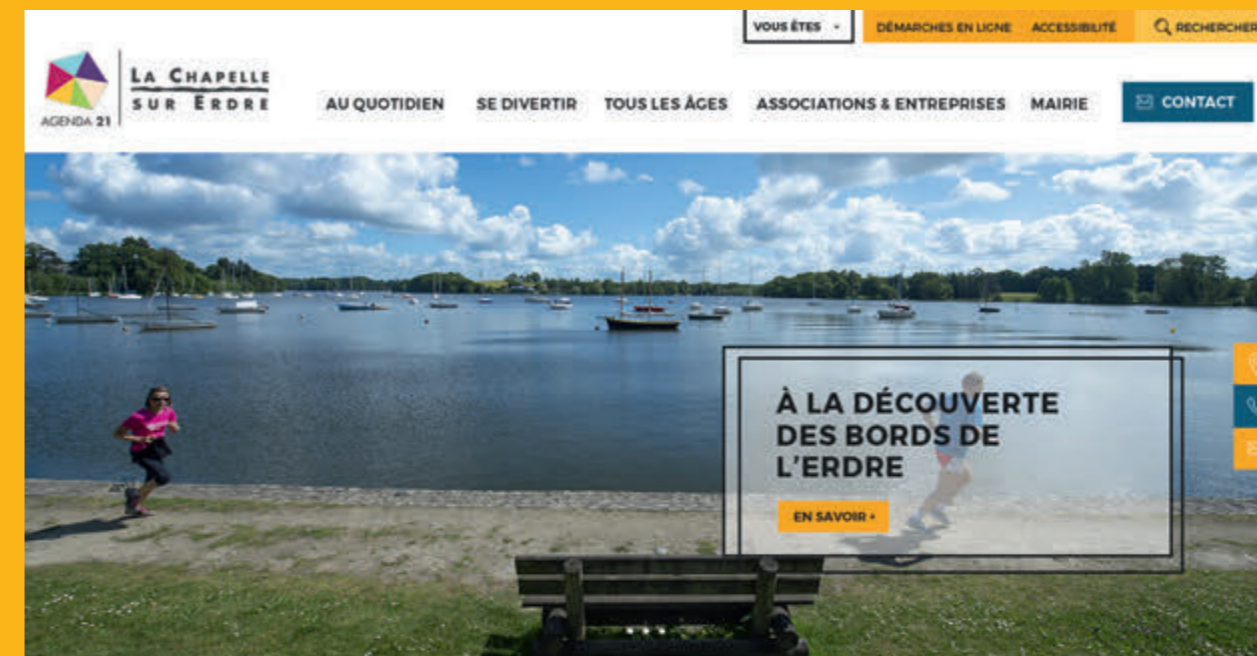 VOUS ÊTES
DÉMARCHES EN LIGNE
ACCESSIBILITÉ
RECHERCHER
LA CHAPELLE
SUR ERDRE
AGENDA 21
AU QUOTIDIEN
SE DIVERTIR
TOUS LES ÂGES
ASSOCIATIONS & ENTREPRISES
MAIRIE
CONTACT
À LA DÉCOUVERTE
DES BORDS DE
L'ERDRE
EN SAVOIR +